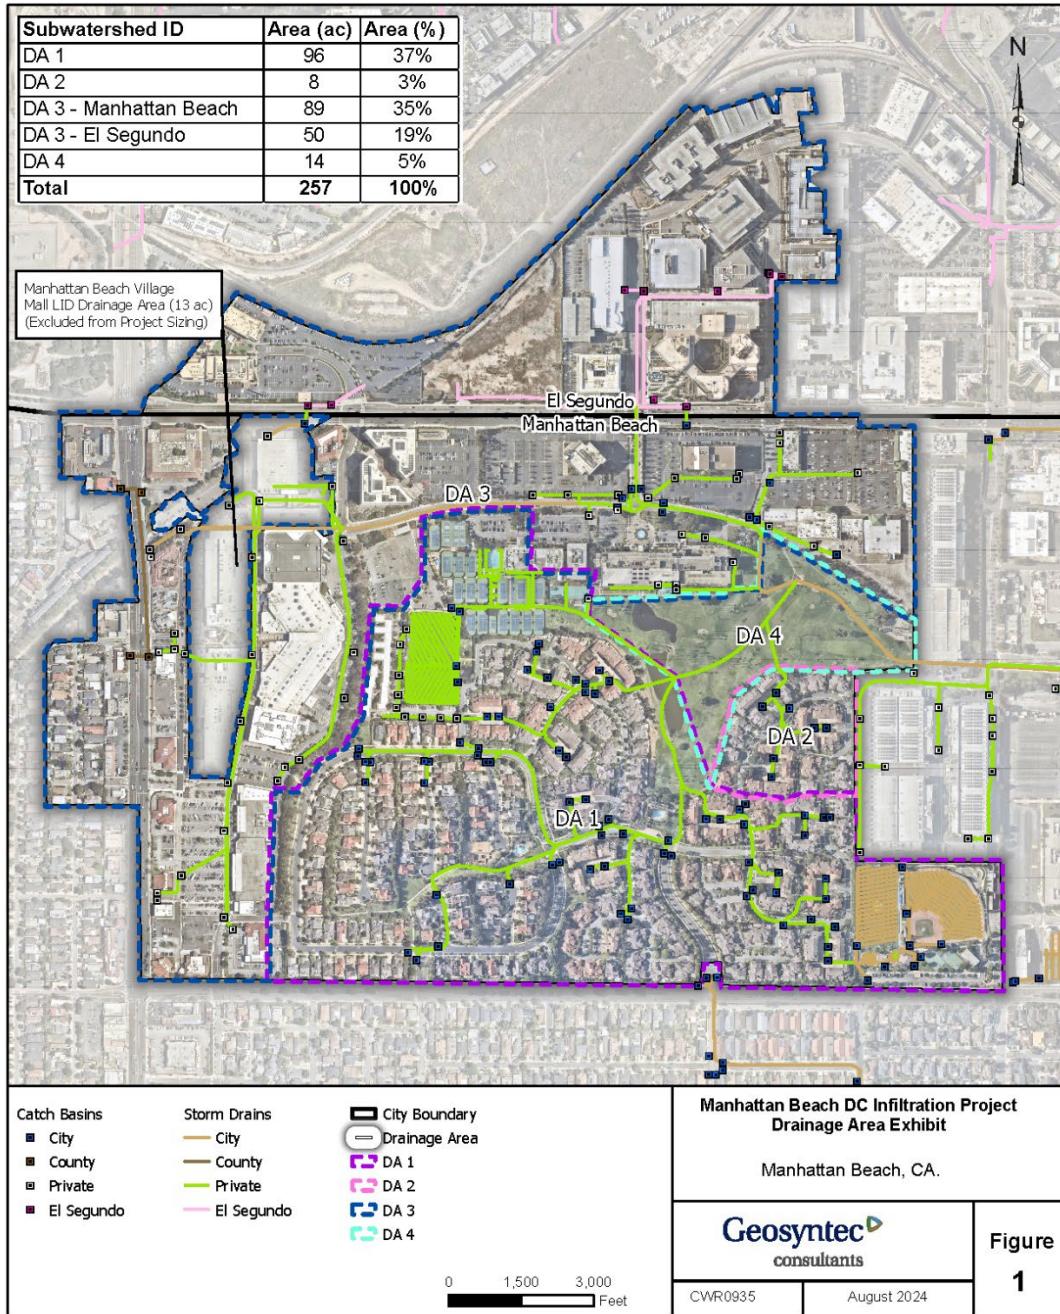 Subwatershed ID Area (ac) Area (%)
DA 1 96 37%
DA 2 8 3%
DA 3 - Manhattan Beach 89 35%
DA 3 - El Segundo 50 19%
DA 4 14 5%
Total 257 100%
N
Manhattan Beach Village
Mall LID Drainage Area (13 ac)
(Excluded from Project Sizing)
El Segundo
Manhattan Beach
DA 3
DA 4
DA 2
DA 1
Catch Basins
City
County
Private
El Segundo
Storm Drains
City
County
Private
El Segundo
City Boundary
Drainage Area
DA 1
DA 2
DA 3
DA 4
0 1,500 3,000
Feet
Manhattan Beach DC Infiltration Project
Drainage Area Exhibit
Manhattan Beach, CA.
Geosyntec
consultants
CWR0935
August 2024
Figure
1